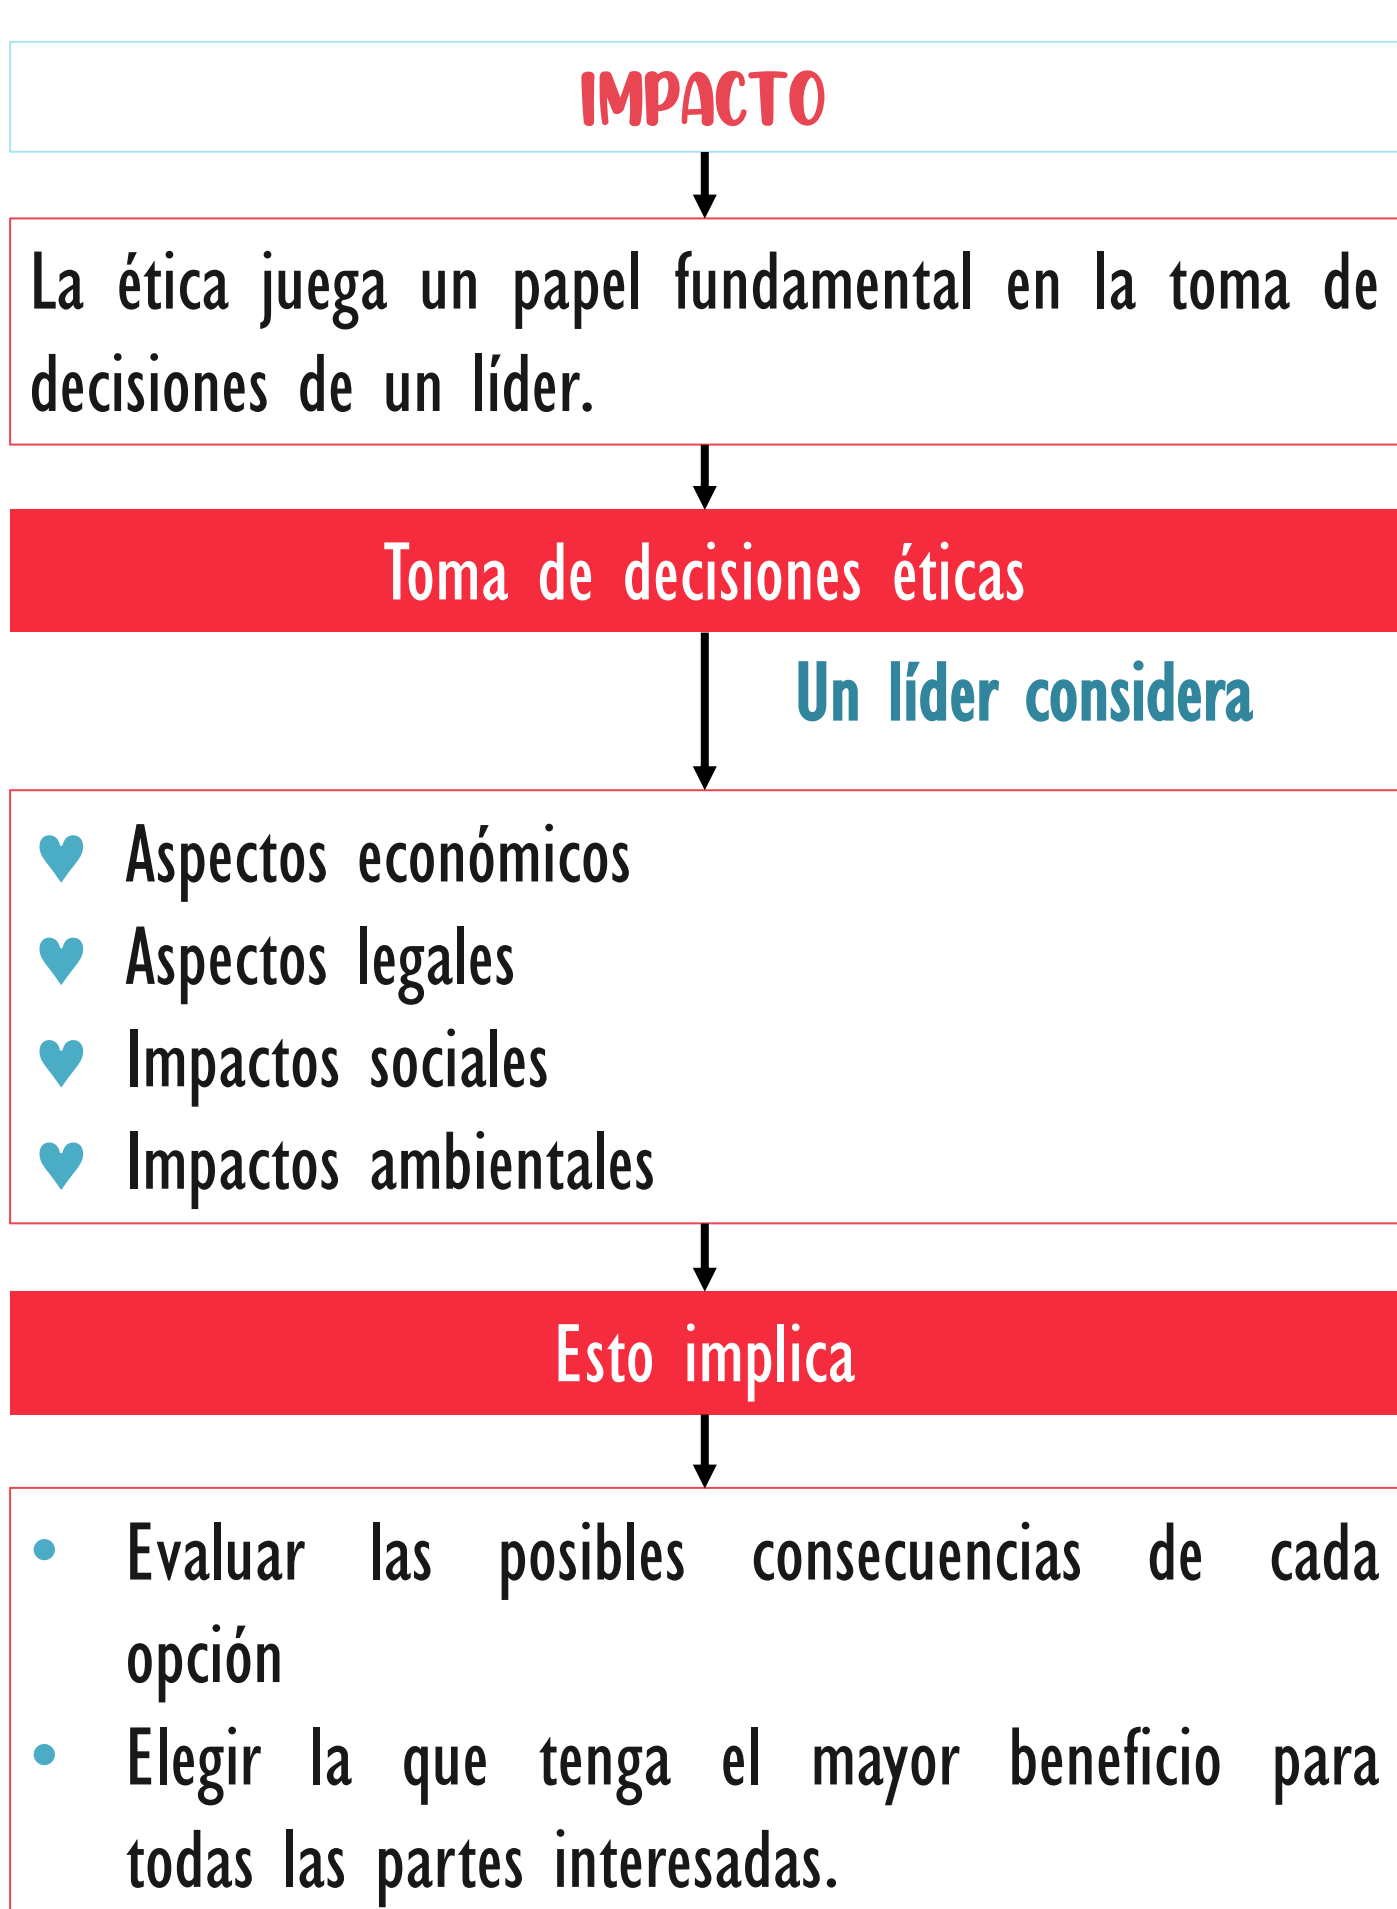 IMPACTO
La ética juega un papel fundamental en la toma de
decisiones de un líder.
Toma de decisiones éticas
Un líder considera
♥ Aspectos económicos
♥ Aspectos legales
♥ Impactos sociales
♥ Impactos ambientales
Esto implica
• Evaluar las posibles consecuencias de cada
opción
• Elegir la que tenga el mayor beneficio para
todas las partes interesadas.